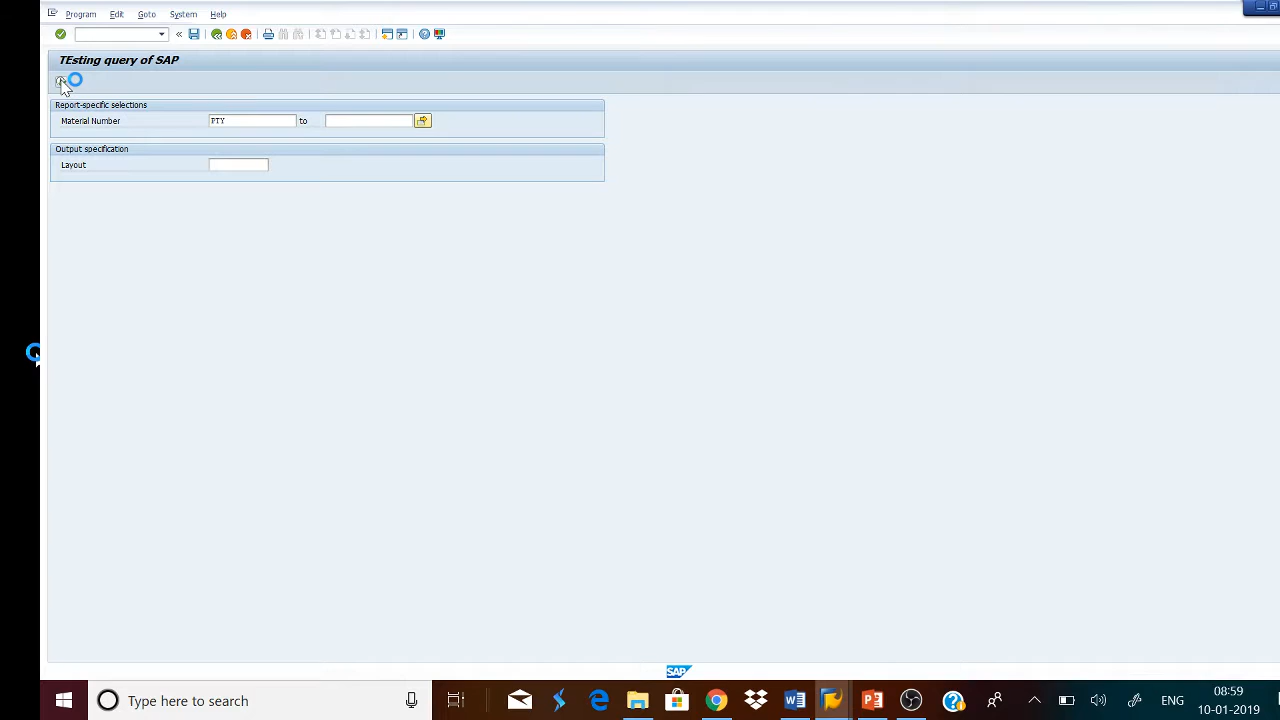 Program Edit Goto System Help
TEsting query of SAP
Report-specific selections
Material Number PTY to
Output specification
Layout
SAP
Type here to search
ENG
08:59
10-01-2019